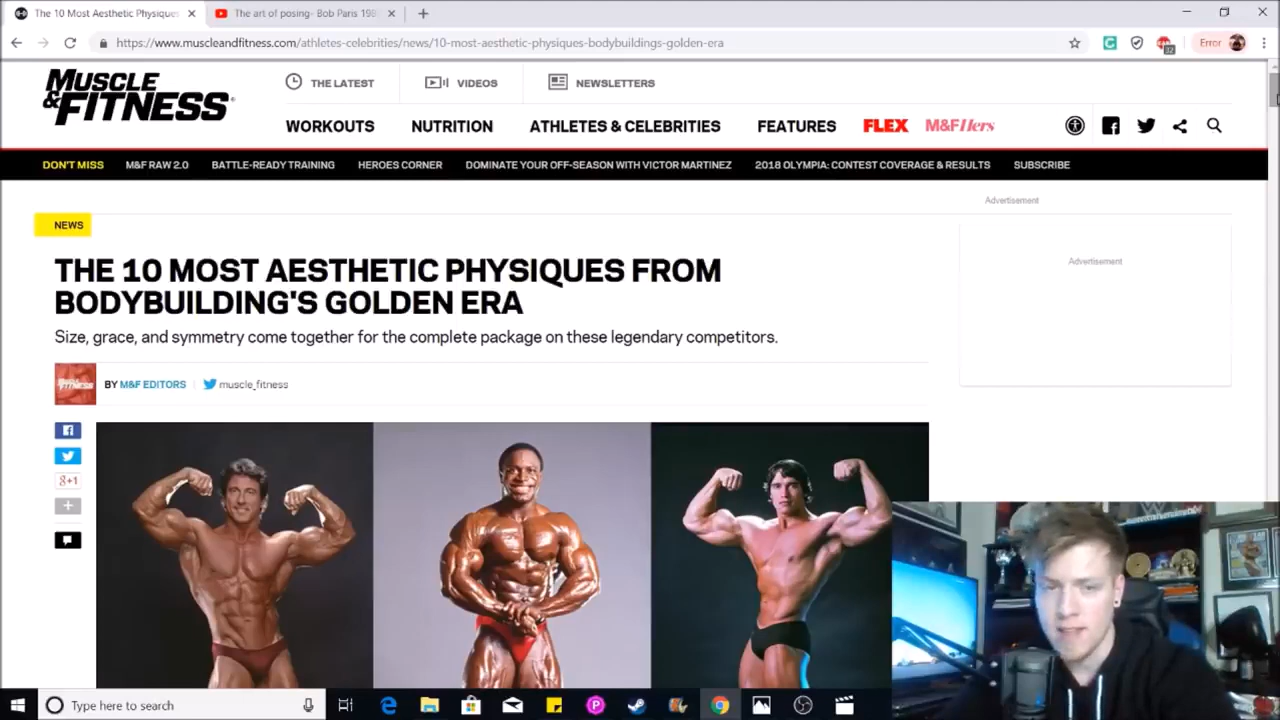 The 10 Most Aesthetic Physiques
The art of posing- Bob Paris 198
https://www.muscleandfitness.com/athletes-celebrities/news/10-most-aesthetic-physiques-bodybuildings-golden-era
32
Error
MUSCLE
&FITNESS
THE LATEST
VIDEOS
NEWSLETTERS
WORKOUTS
NUTRITION
ATHLETES & CELEBRITIES
FEATURES
FLEX
M&F Hers
DON'T MISS
M&F RAW 2.0
BATTLE-READY TRAINING
HEROES CORNER
DOMINATE YOUR OFF-SEASON WITH VICTOR MARTINEZ
2018 OLYMPIA: CONTEST COVERAGE & RESULTS
SUBSCRIBE
Advertisement
NEWS
Advertisement
THE 10 MOST AESTHETIC PHYSIQUES FROM
BODYBUILDING'S GOLDEN ERA
Size, grace, and symmetry come together for the complete package on these legendary competitors.
BY M&F EDITORS
muscle_fitness
8+1
Type here to search